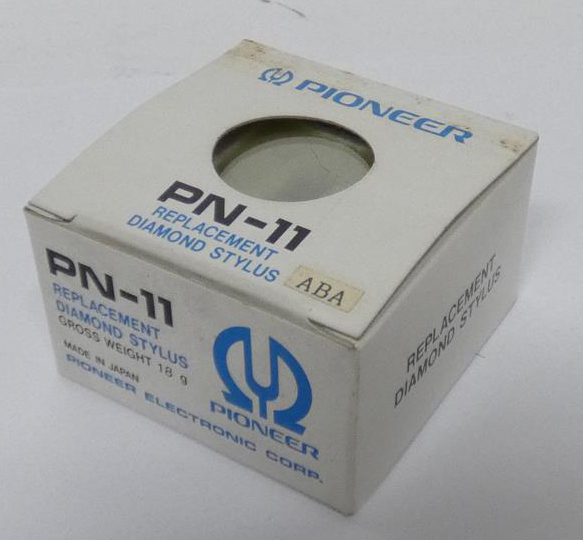 PIONEER
PN-11
REPLACEMENT
DIAMOND STYLUS
ABA
PN-11
REPLACEMENT
DIAMOND STYLUS
GROSS WEIGHT 18 g
MADE IN JAPAN
PIONEER ELECTRONIC CORP.
PIONEER
REPLACEMENT
DIAMOND STYLUS